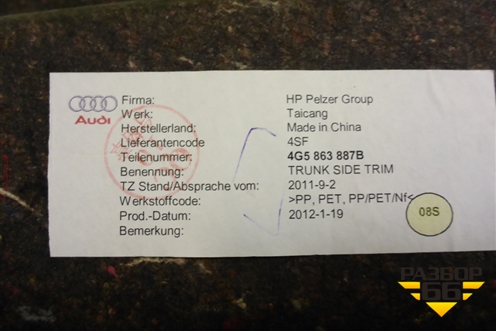 Audi
Firma: HP Pelzer Group
Werk: Taicang
Herstellerland: Made in China
Lieferantencode 4SF
Teilenummer: 4G5 863 887B
Benennung: TRUNK SIDE TRIM
TZ Stand/Absprache vom: 2011-9-2
Werkstoffcode: >PP, PET, PP/PET/Nf<
Prod.-Datum: 2012-1-19
Bemerkung:
08S
РАЗБОР
66